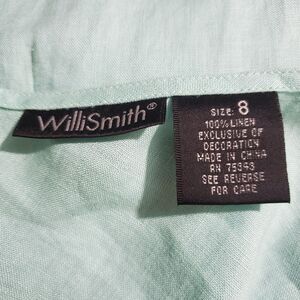 WilliSmith®
SIZE: 8
100% LINEN
EXCLUSIVE OF
DECORATION
MADE IN CHINA
RN 75343
SEE REVERSE
FOR CARE